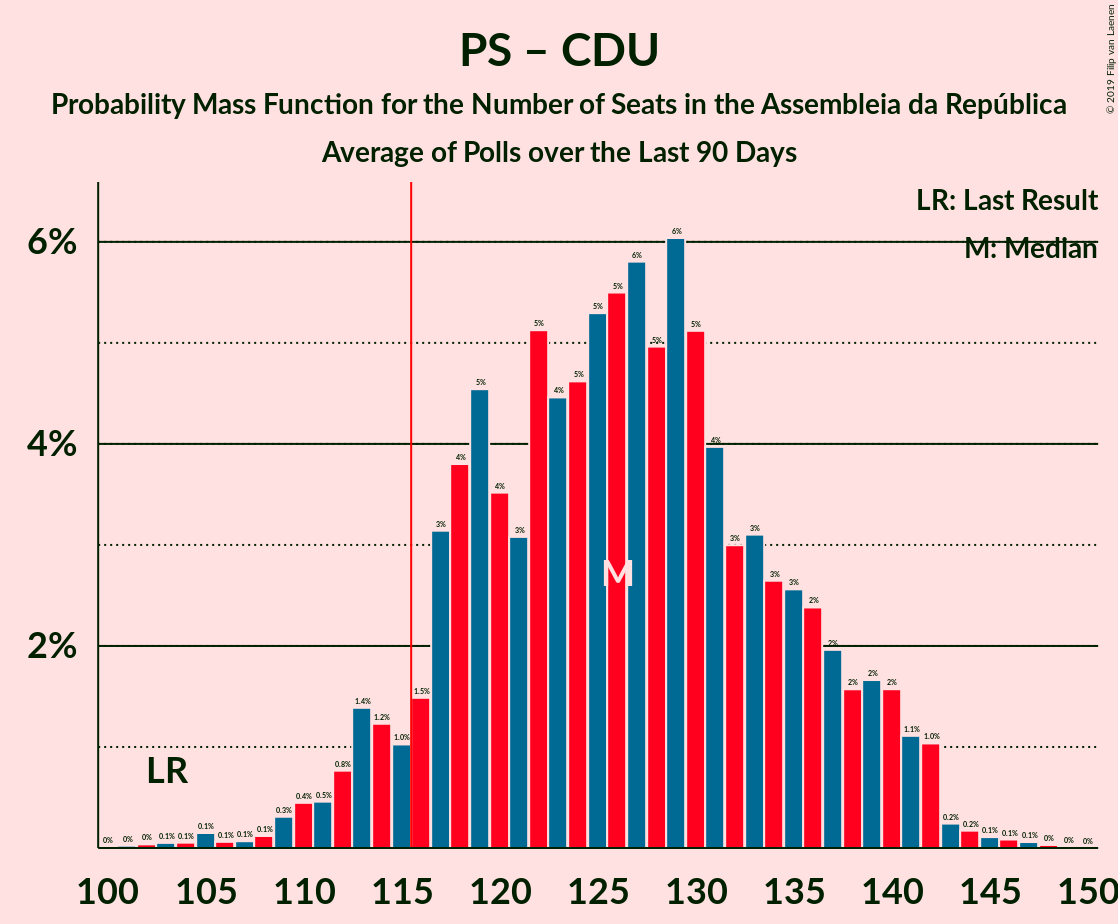 PS – CDU
Probability Mass Function for the Number of Seats in the Assembleia da República
Average of Polls over the Last 90 Days
© 2019 Filip van Laenen
LR: Last Result
M: Median
6%
4%
2%
0% 0% 0% 0.1% 0.1% 0.1% 0.1% 0.1% 0.1% 0.3% 0.4% 0.5% 0.8% 1.4% 1.2% 1.0% 1.5% 3% 4% 5% 4% 3% 5% 4% 5% 5% 5% 6% 5% 6% 5% 4% 3% 3% 3% 3% 2% 2% 2% 2% 2% 1.1% 1.0% 0.2% 0.2% 0.1% 0.1% 0.1% 0% 0% 0%
M
LR
100 105 110 115 120 125 130 135 140 145 150